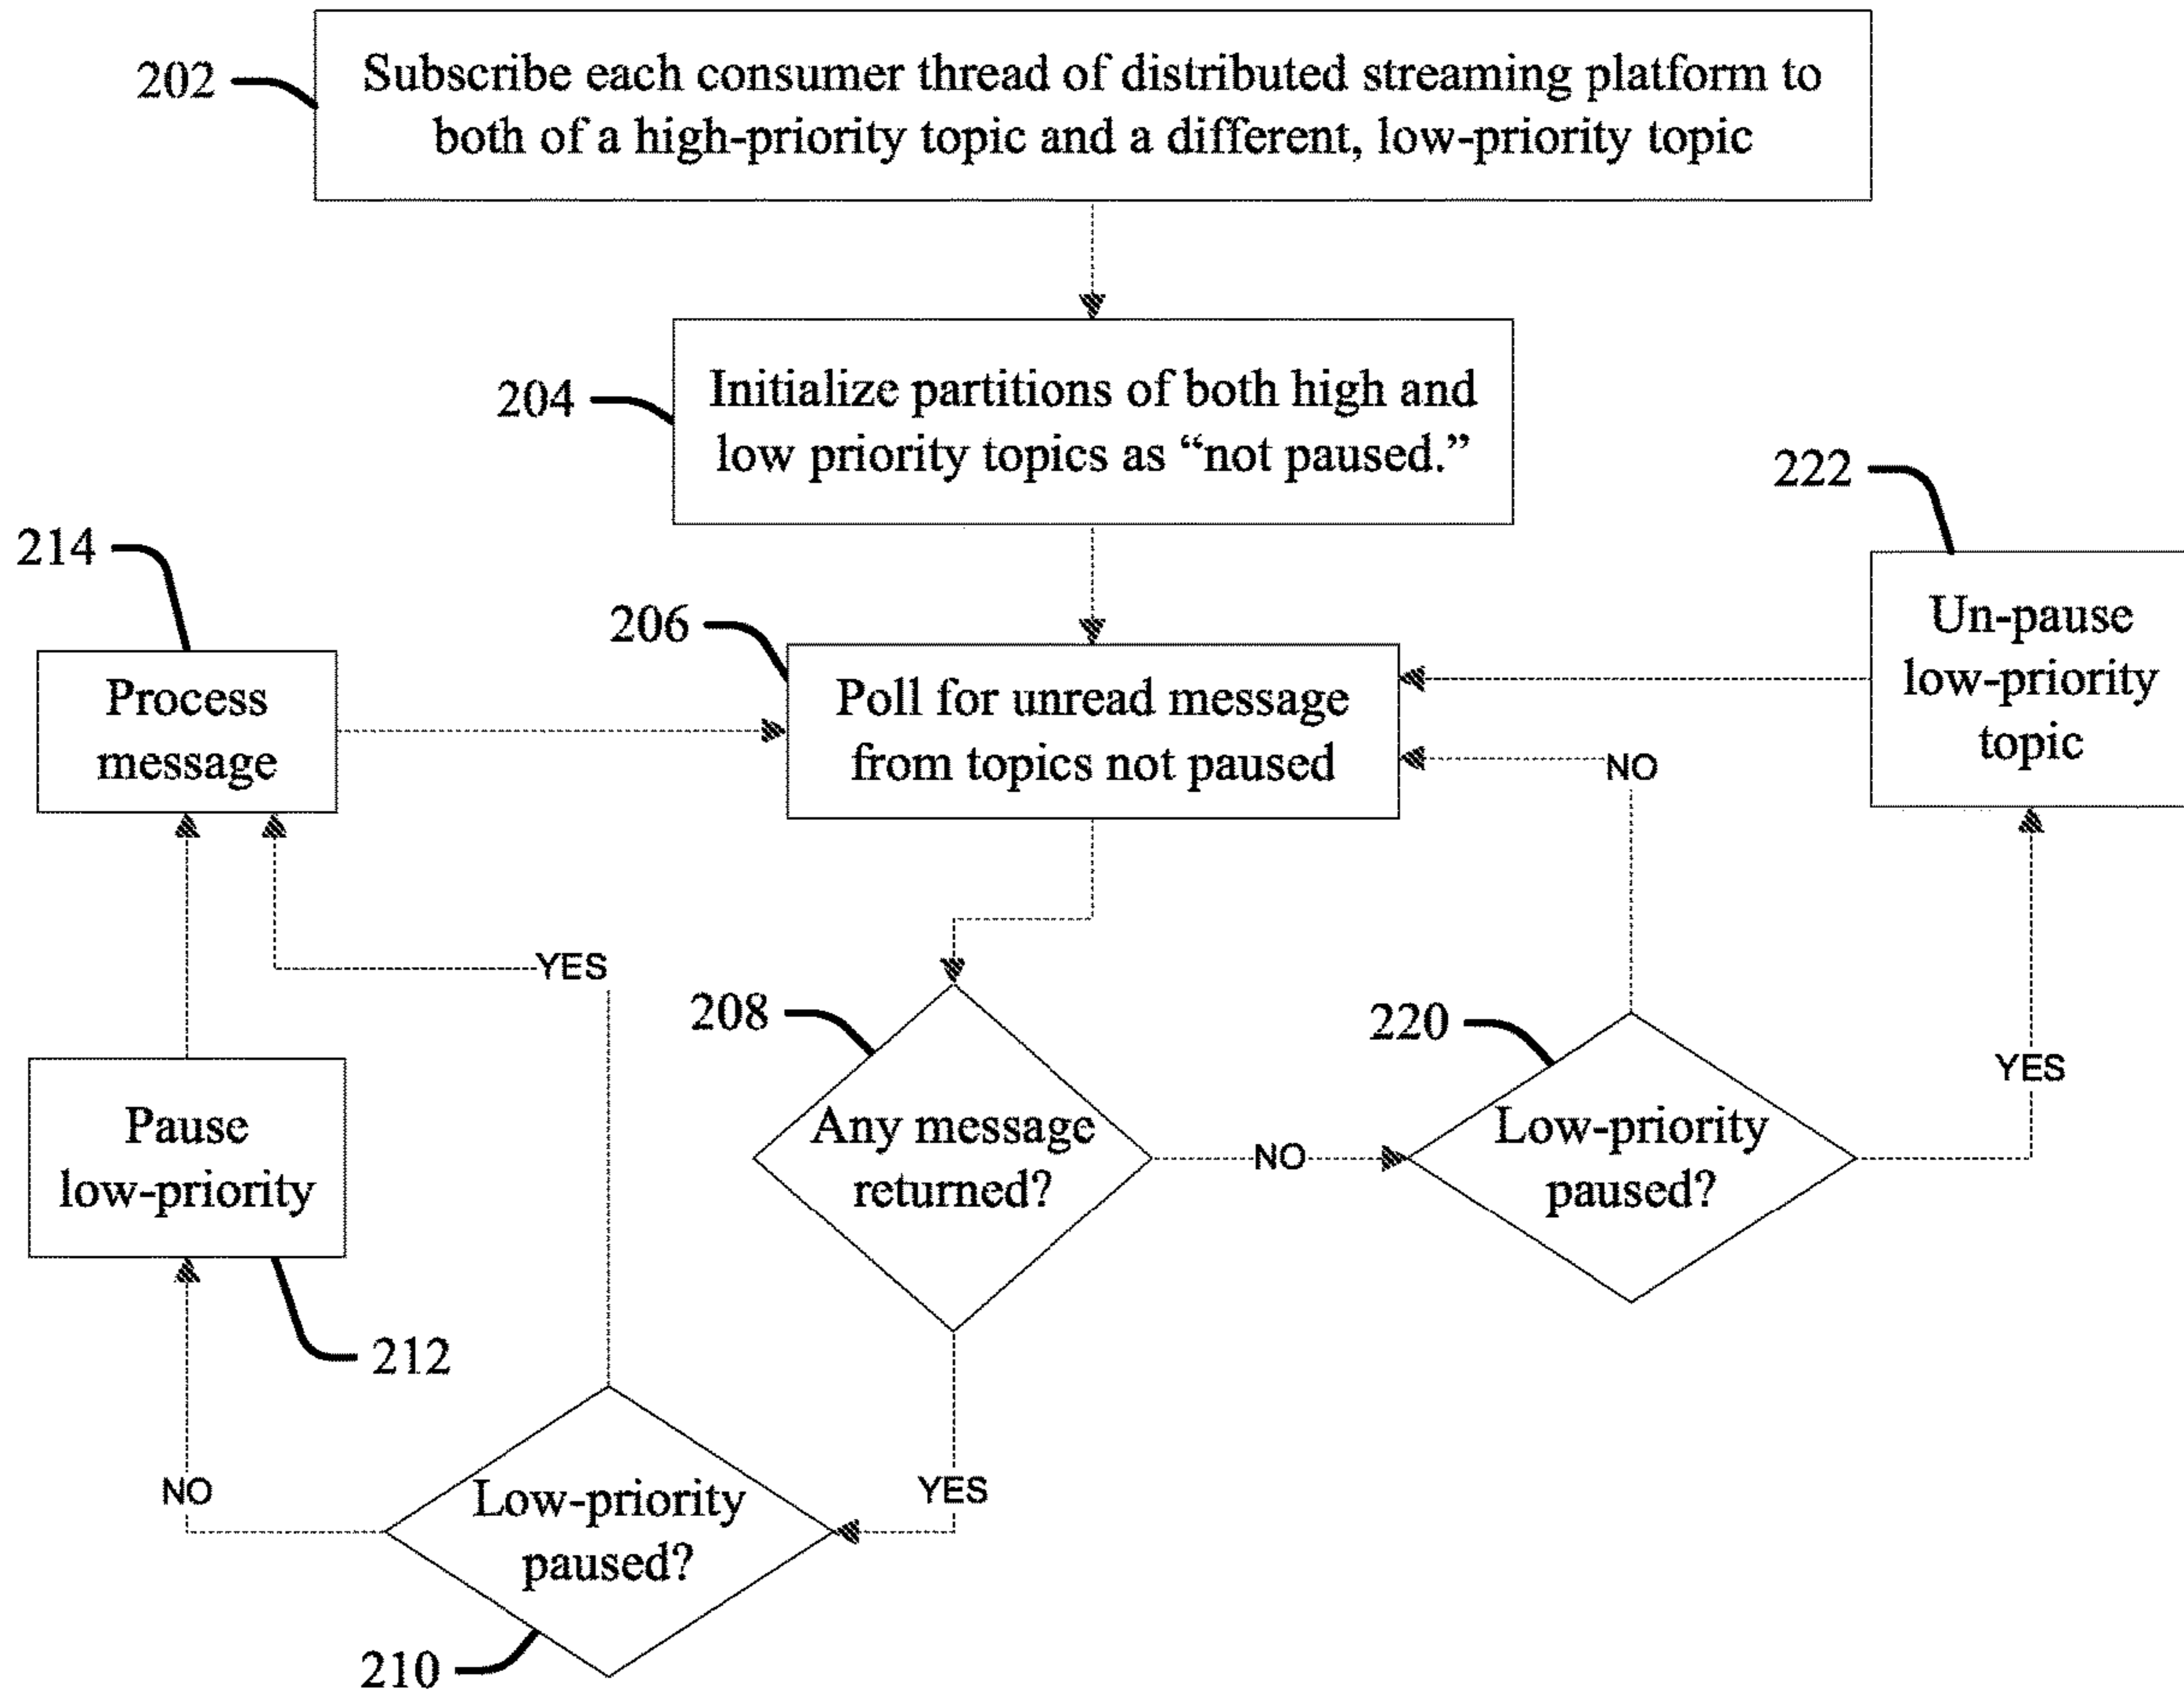 202
Subscribe each consumer thread of distributed streaming platform to
both of a high-priority topic and a different, low-priority topic
204
Initialize partitions of both high and
low priority topics as “not paused.”
222
Un-pause
low-priority
topic
214
Process
message
206
Poll for unread message
from topics not paused
NO
YES
208
Any message
returned?
NO
220
Low-priority
paused?
YES
Pause
low-priority
212
NO
YES
Low-priority
paused?
210